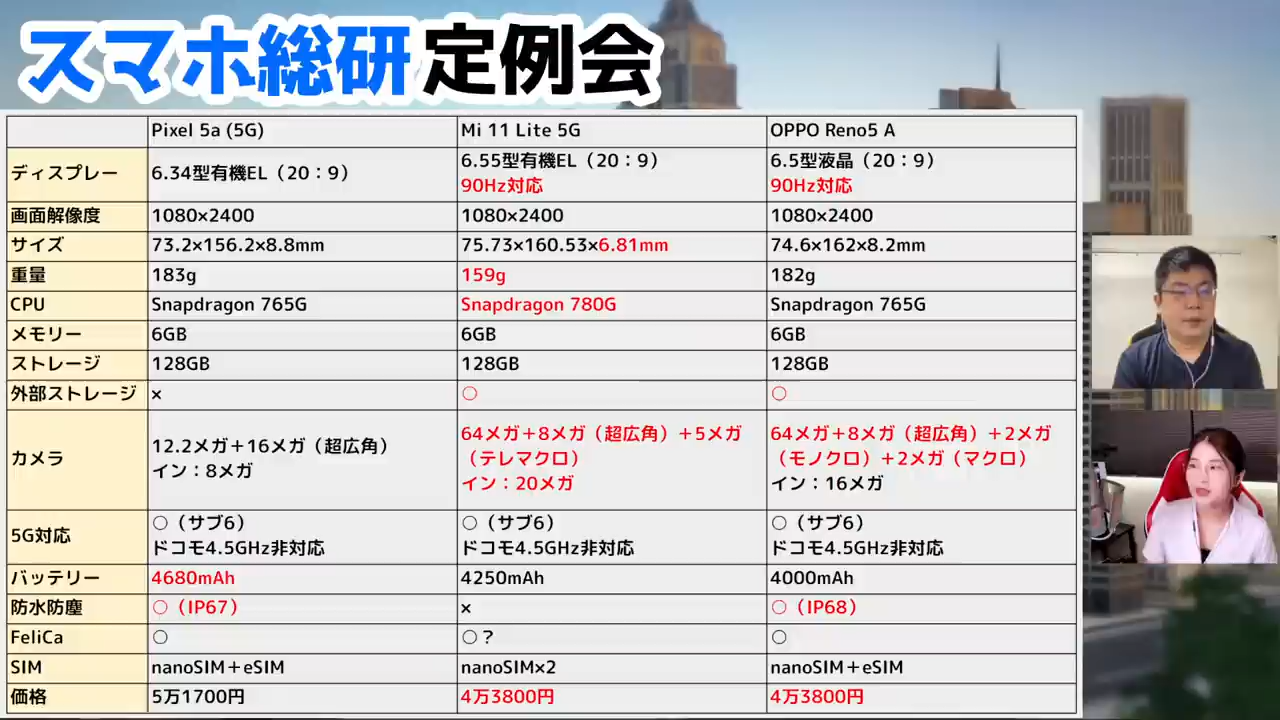 スマホ総研定例会
Pixel 5a (5G)
Mi 11 Lite 5G
OPPO Reno5 A
ディスプレー
6.34型有機EL（20：9）
6.55型有機EL（20：9）
90Hz対応
6.5型液晶（20：9）
90Hz対応
画面解像度
1080×2400
1080×2400
1080×2400
サイズ
73.2×156.2×8.8mm
75.73×160.53×6.81mm
74.6×162×8.2mm
重量
183g
159g
182g
CPU
Snapdragon 765G
Snapdragon 780G
Snapdragon 765G
メモリー
6GB
6GB
6GB
ストレージ
128GB
128GB
128GB
外部ストレージ
×
○
○
カメラ
12.2メガ＋16メガ（超広角）
イン：8メガ
64メガ＋8メガ（超広角）＋5メガ
（テレマクロ）
イン：20メガ
64メガ＋8メガ（超広角）＋2メガ
（モノクロ）＋2メガ（マクロ）
イン：16メガ
5G対応
○（サブ6）
ドコモ4.5GHz非対応
○（サブ6）
ドコモ4.5GHz非対応
○（サブ6）
ドコモ4.5GHz非対応
バッテリー
4680mAh
4250mAh
4000mAh
防水防塵
○（IP67）
×
○（IP68）
FeliCa
○
○？
○
SIM
nanoSIM＋eSIM
nanoSIM×2
nanoSIM＋eSIM
価格
5万1700円
4万3800円
4万3800円